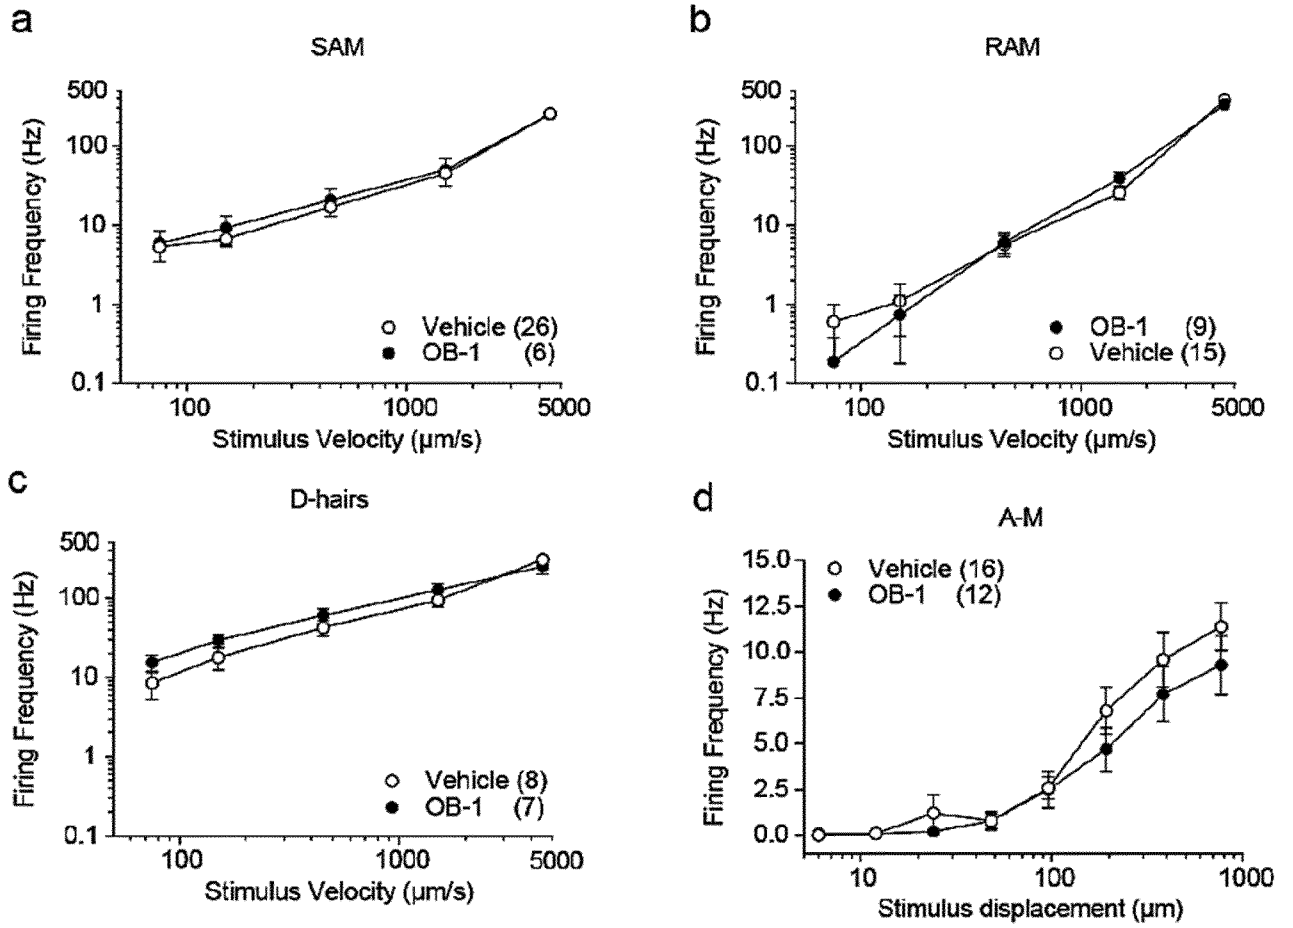 a
SAM
Firing Frequency (Hz)
500
100
10
1
0.1
Vehicle (26)
OB-1 (6)
100 1000 5000
Stimulus Velocity (µm/s)
b
RAM
Firing Frequency (Hz)
500
100
10
1
0.1
OB-1 (9)
Vehicle (15)
100 1000 5000
Stimulus Velocity (µm/s)
c
D-hairs
Firing Frequency (Hz)
500
100
10
1
0.1
Vehicle (8)
OB-1 (7)
100 1000 5000
Stimulus Velocity (µm/s)
d
A-M
Firing Frequency (Hz)
15.0
12.5
10.0
7.5
5.0
2.5
0.0
Vehicle (16)
OB-1 (12)
10 100 1000
Stimulus displacement (µm)